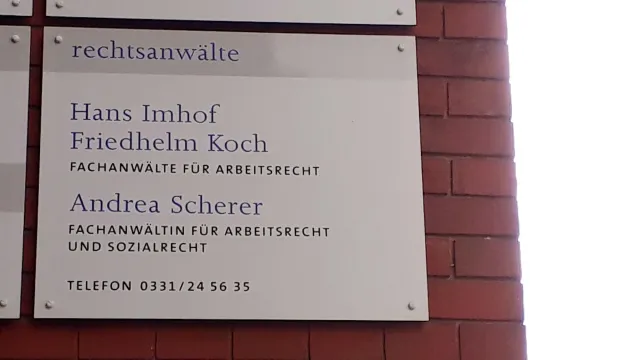 rechtsanwälte
Hans Imhof
Friedhelm Koch
FACHANWÄLTE FÜR ARBEITSRECHT
Andrea Scherer
FACHANWÄLTIN FÜR ARBEITSRECHT
UND SOZIALRECHT
TELEFON 0331/24 56 35